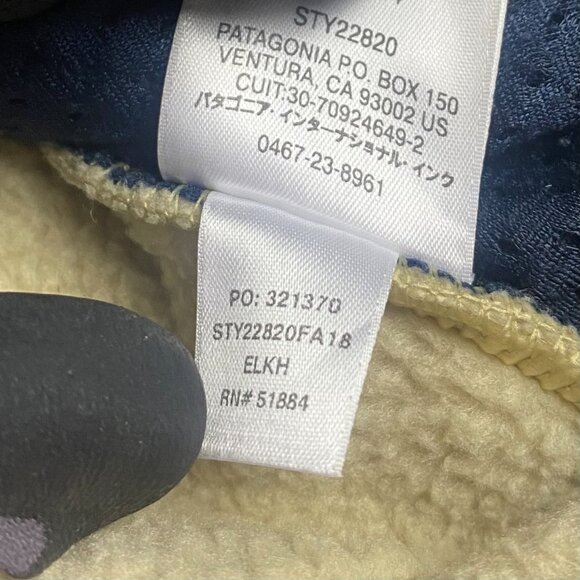 STY22820
PATAGONIA PO. BOX 150
VENTURA, CA 93002 US
CUIT:30-70924649-2
パタゴニア・インターナショナル・インク
0467-23-8961
PO: 321370
STY22820FA18
ELKH
RN# 51884